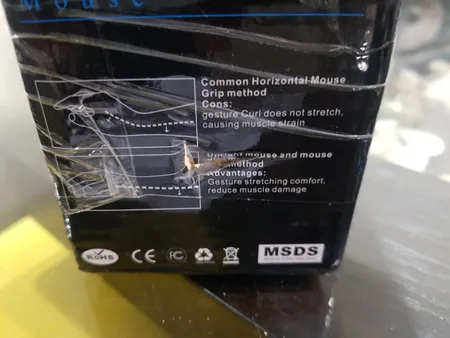 Mouse
Common Horizontal Mouse
Grip method
Cons:
gesture Curl does not stretch,
causing muscle strain
mouse and mouse
method
Advantages:
Gesture stretching comfort,
reduce muscle damage
RoHS CE FC MSDS